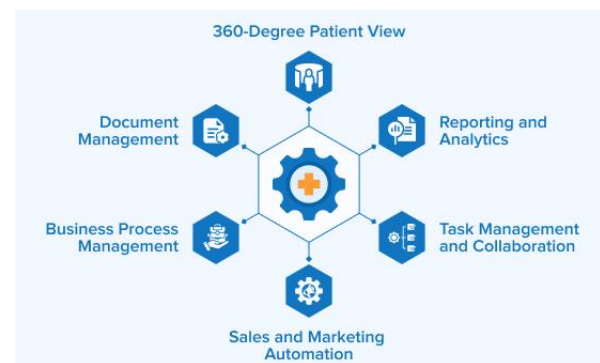 360-Degree Patient View
Document
Management
Reporting and
Analytics
Business Process
Management
Task Management
and Collaboration
Sales and Marketing
Automation